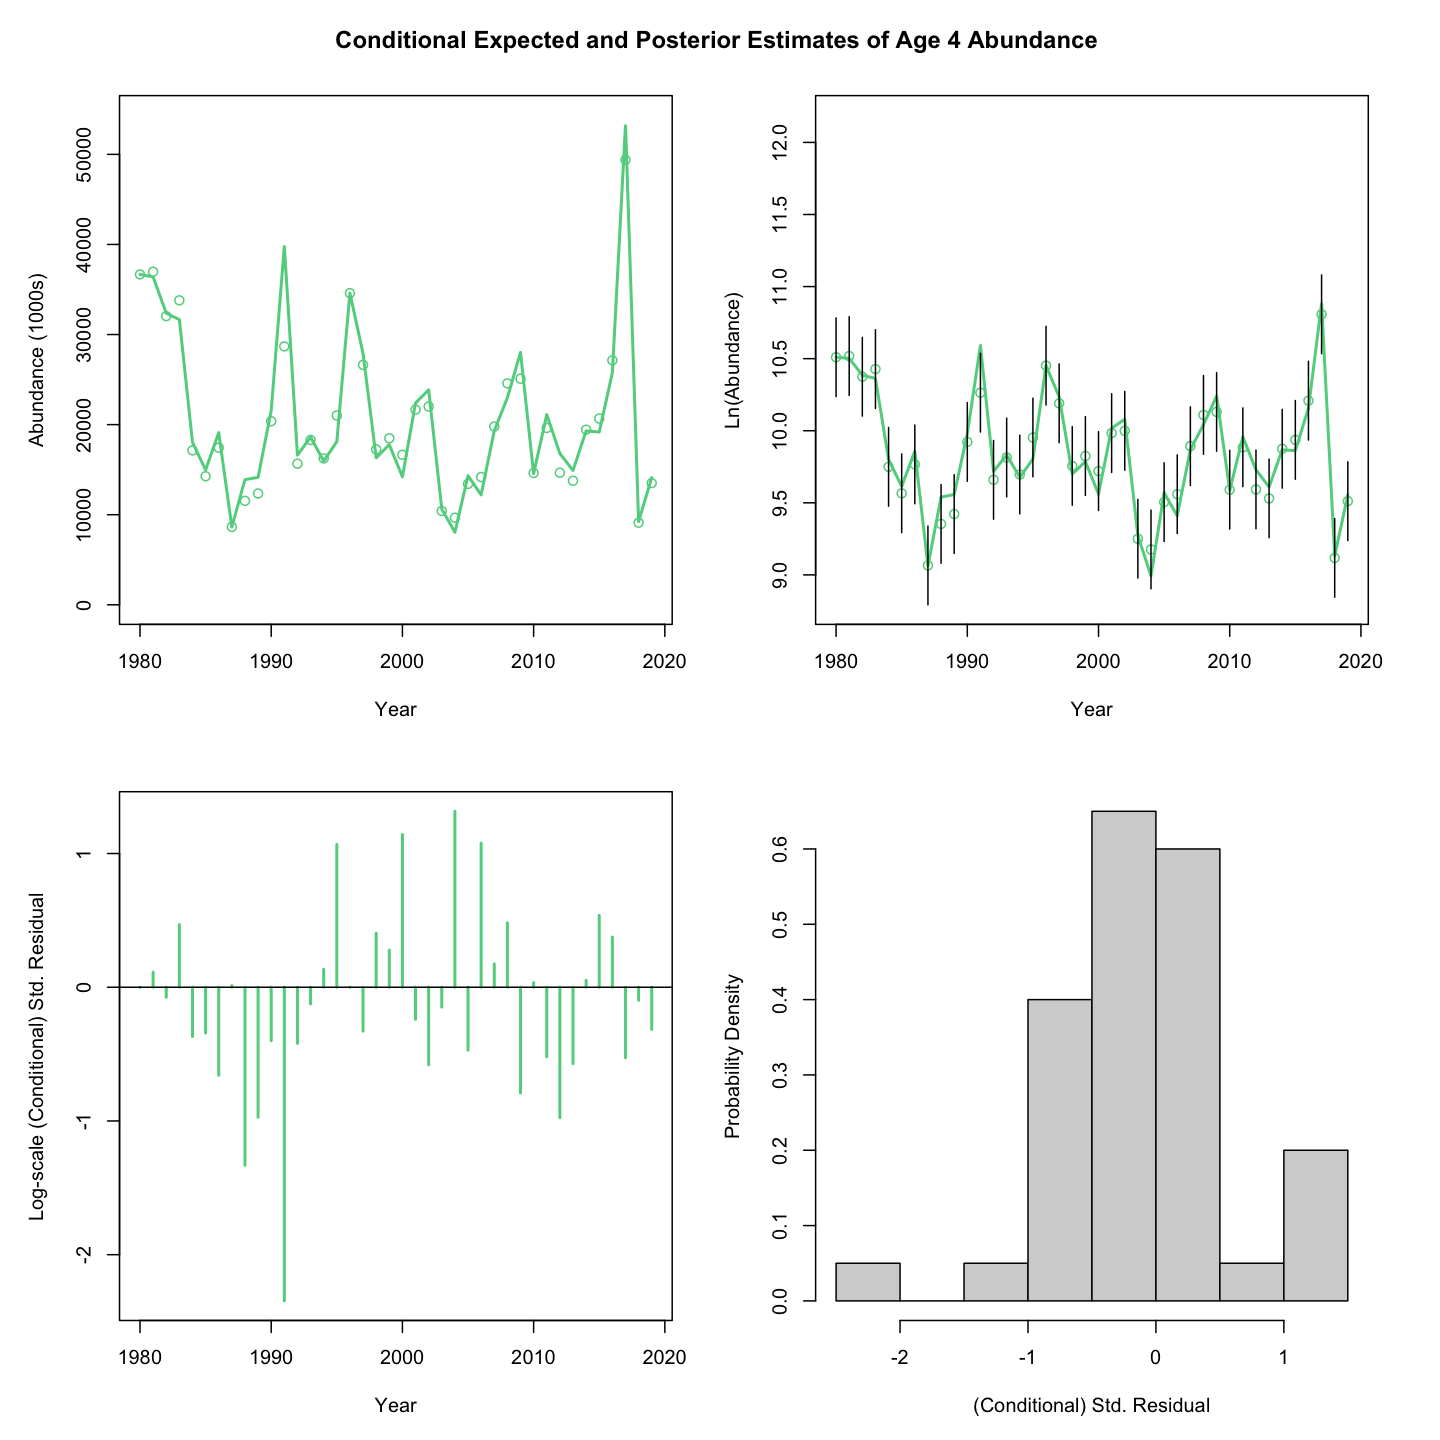 Conditional Expected and Posterior Estimates of Age 4 Abundance
Abundance (1000s)
50000
40000
30000
20000
10000
0
1980 1990 2000 2010 2020
Year
Ln(Abundance)
12.0
11.5
11.0
10.5
10.0
9.5
9.0
1980 1990 2000 2010 2020
Year
Log-scale (Conditional) Std. Residual
1
0
-1
-2
1980 1990 2000 2010 2020
Year
Probability Density
0.6
0.5
0.4
0.3
0.2
0.1
0.0
-2 -1 0 1
(Conditional) Std. Residual